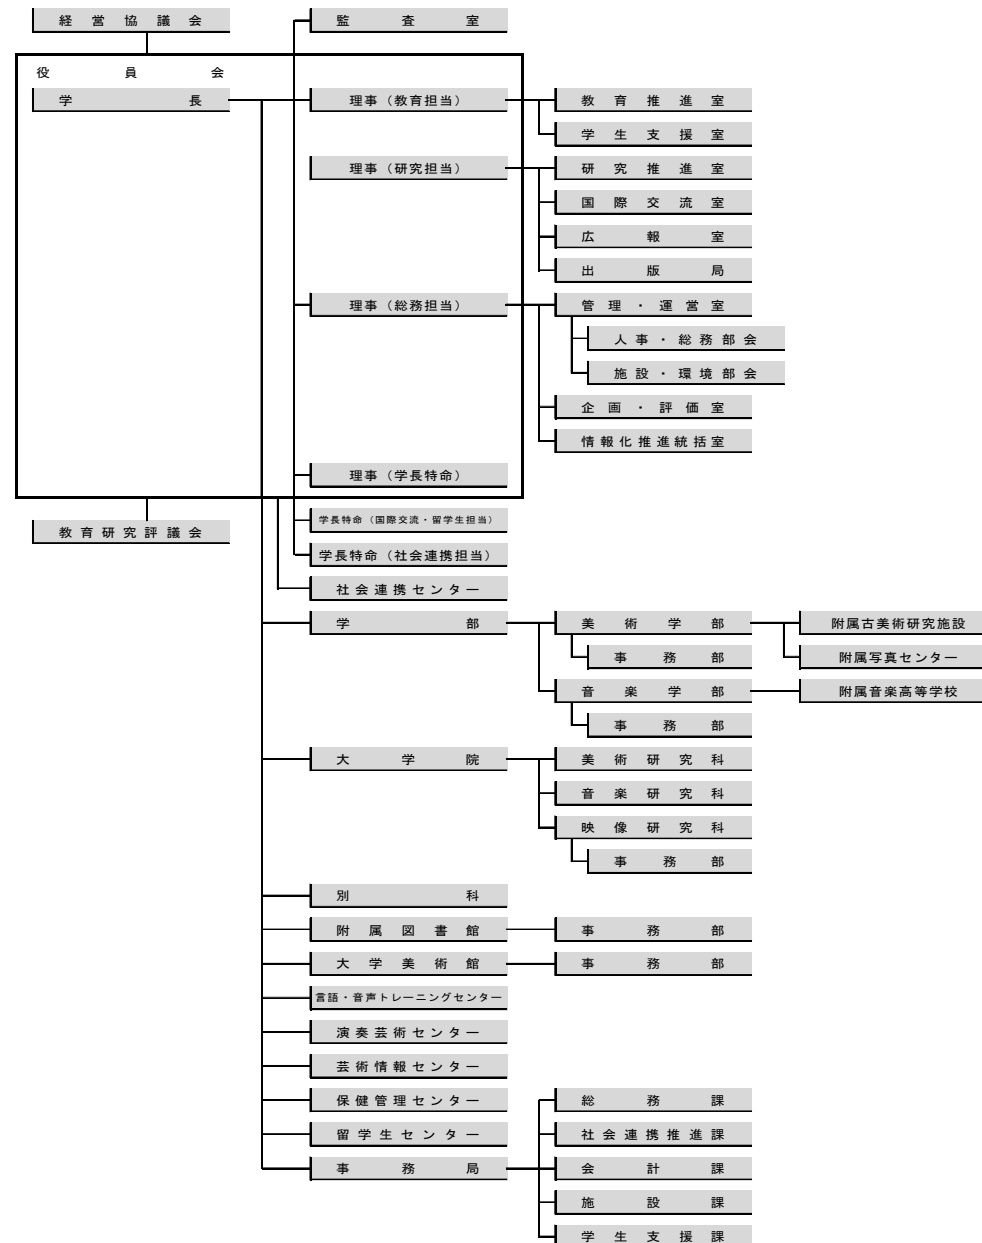 経営協議会
監査室
役員会
学長
理事（教育担当）
教育推進室
学生支援室
理事（研究担当）
研究推進室
国際交流室
広報室
出版局
理事（総務担当）
管理・運営室
人事・総務部会
施設・環境部会
企画・評価室
情報化推進統括室
理事（学長特命）
学長特命（国際交流・留学生担当）
教育研究評議会
学長特命（社会連携担当）
社会連携センター
学部
美術学部
附属古美術研究施設
事務部
附属写真センター
音楽学部
附属音楽高等学校
事務部
大学院
美術研究科
音楽研究科
映像研究科
事務部
別科
附属図書館
事務部
大学美術館
事務部
言語・音声トレーニングセンター
演奏芸術センター
芸術情報センター
保健管理センター
総務課
留学生センター
社会連携推進課
事務局
会計課
施設課
学生支援課